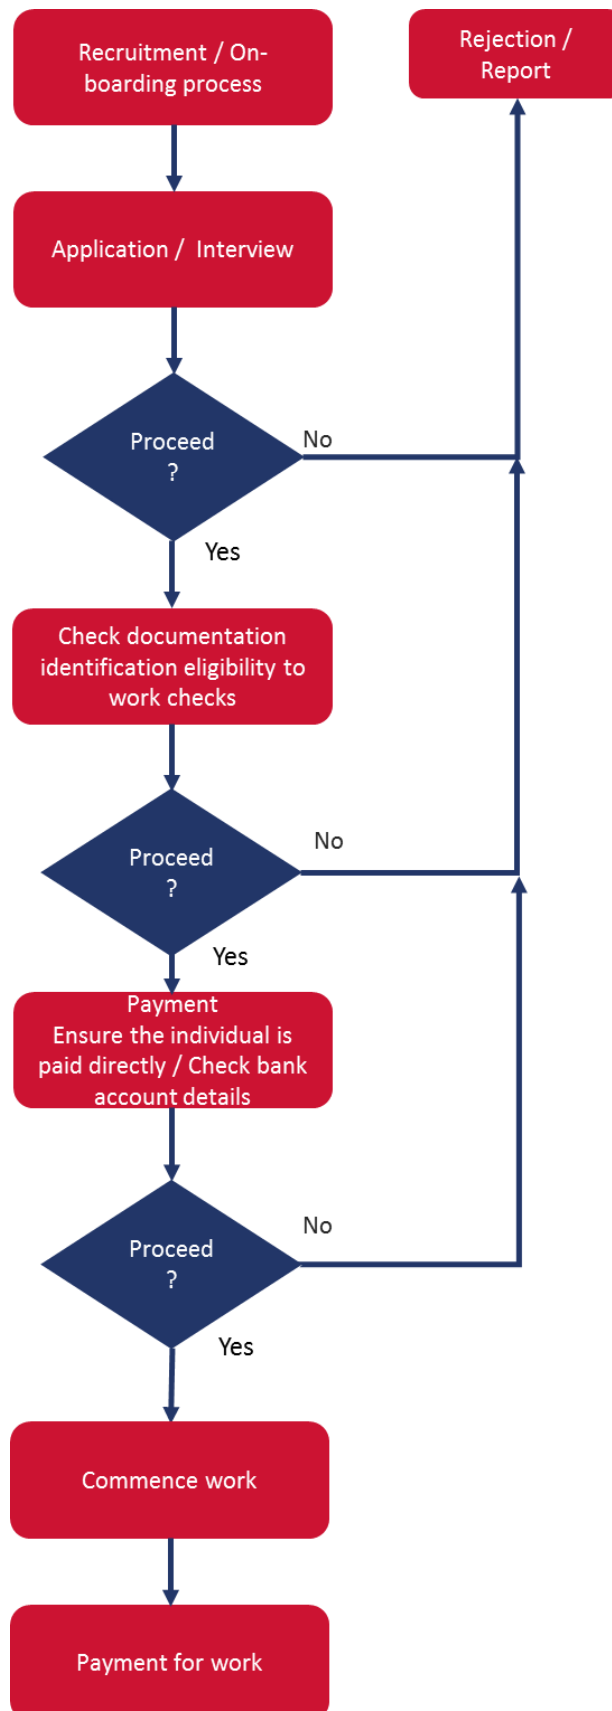 Recruitment / On-
boarding process
Rejection /
Report
Application /  Interview
Proceed
?
No
Yes
Check documentation
identification eligibility to
work checks
Proceed
?
No
Yes
Payment
Ensure the individual is
paid directly / Check bank
account details
Proceed
?
No
Yes
Commence work
Payment for work